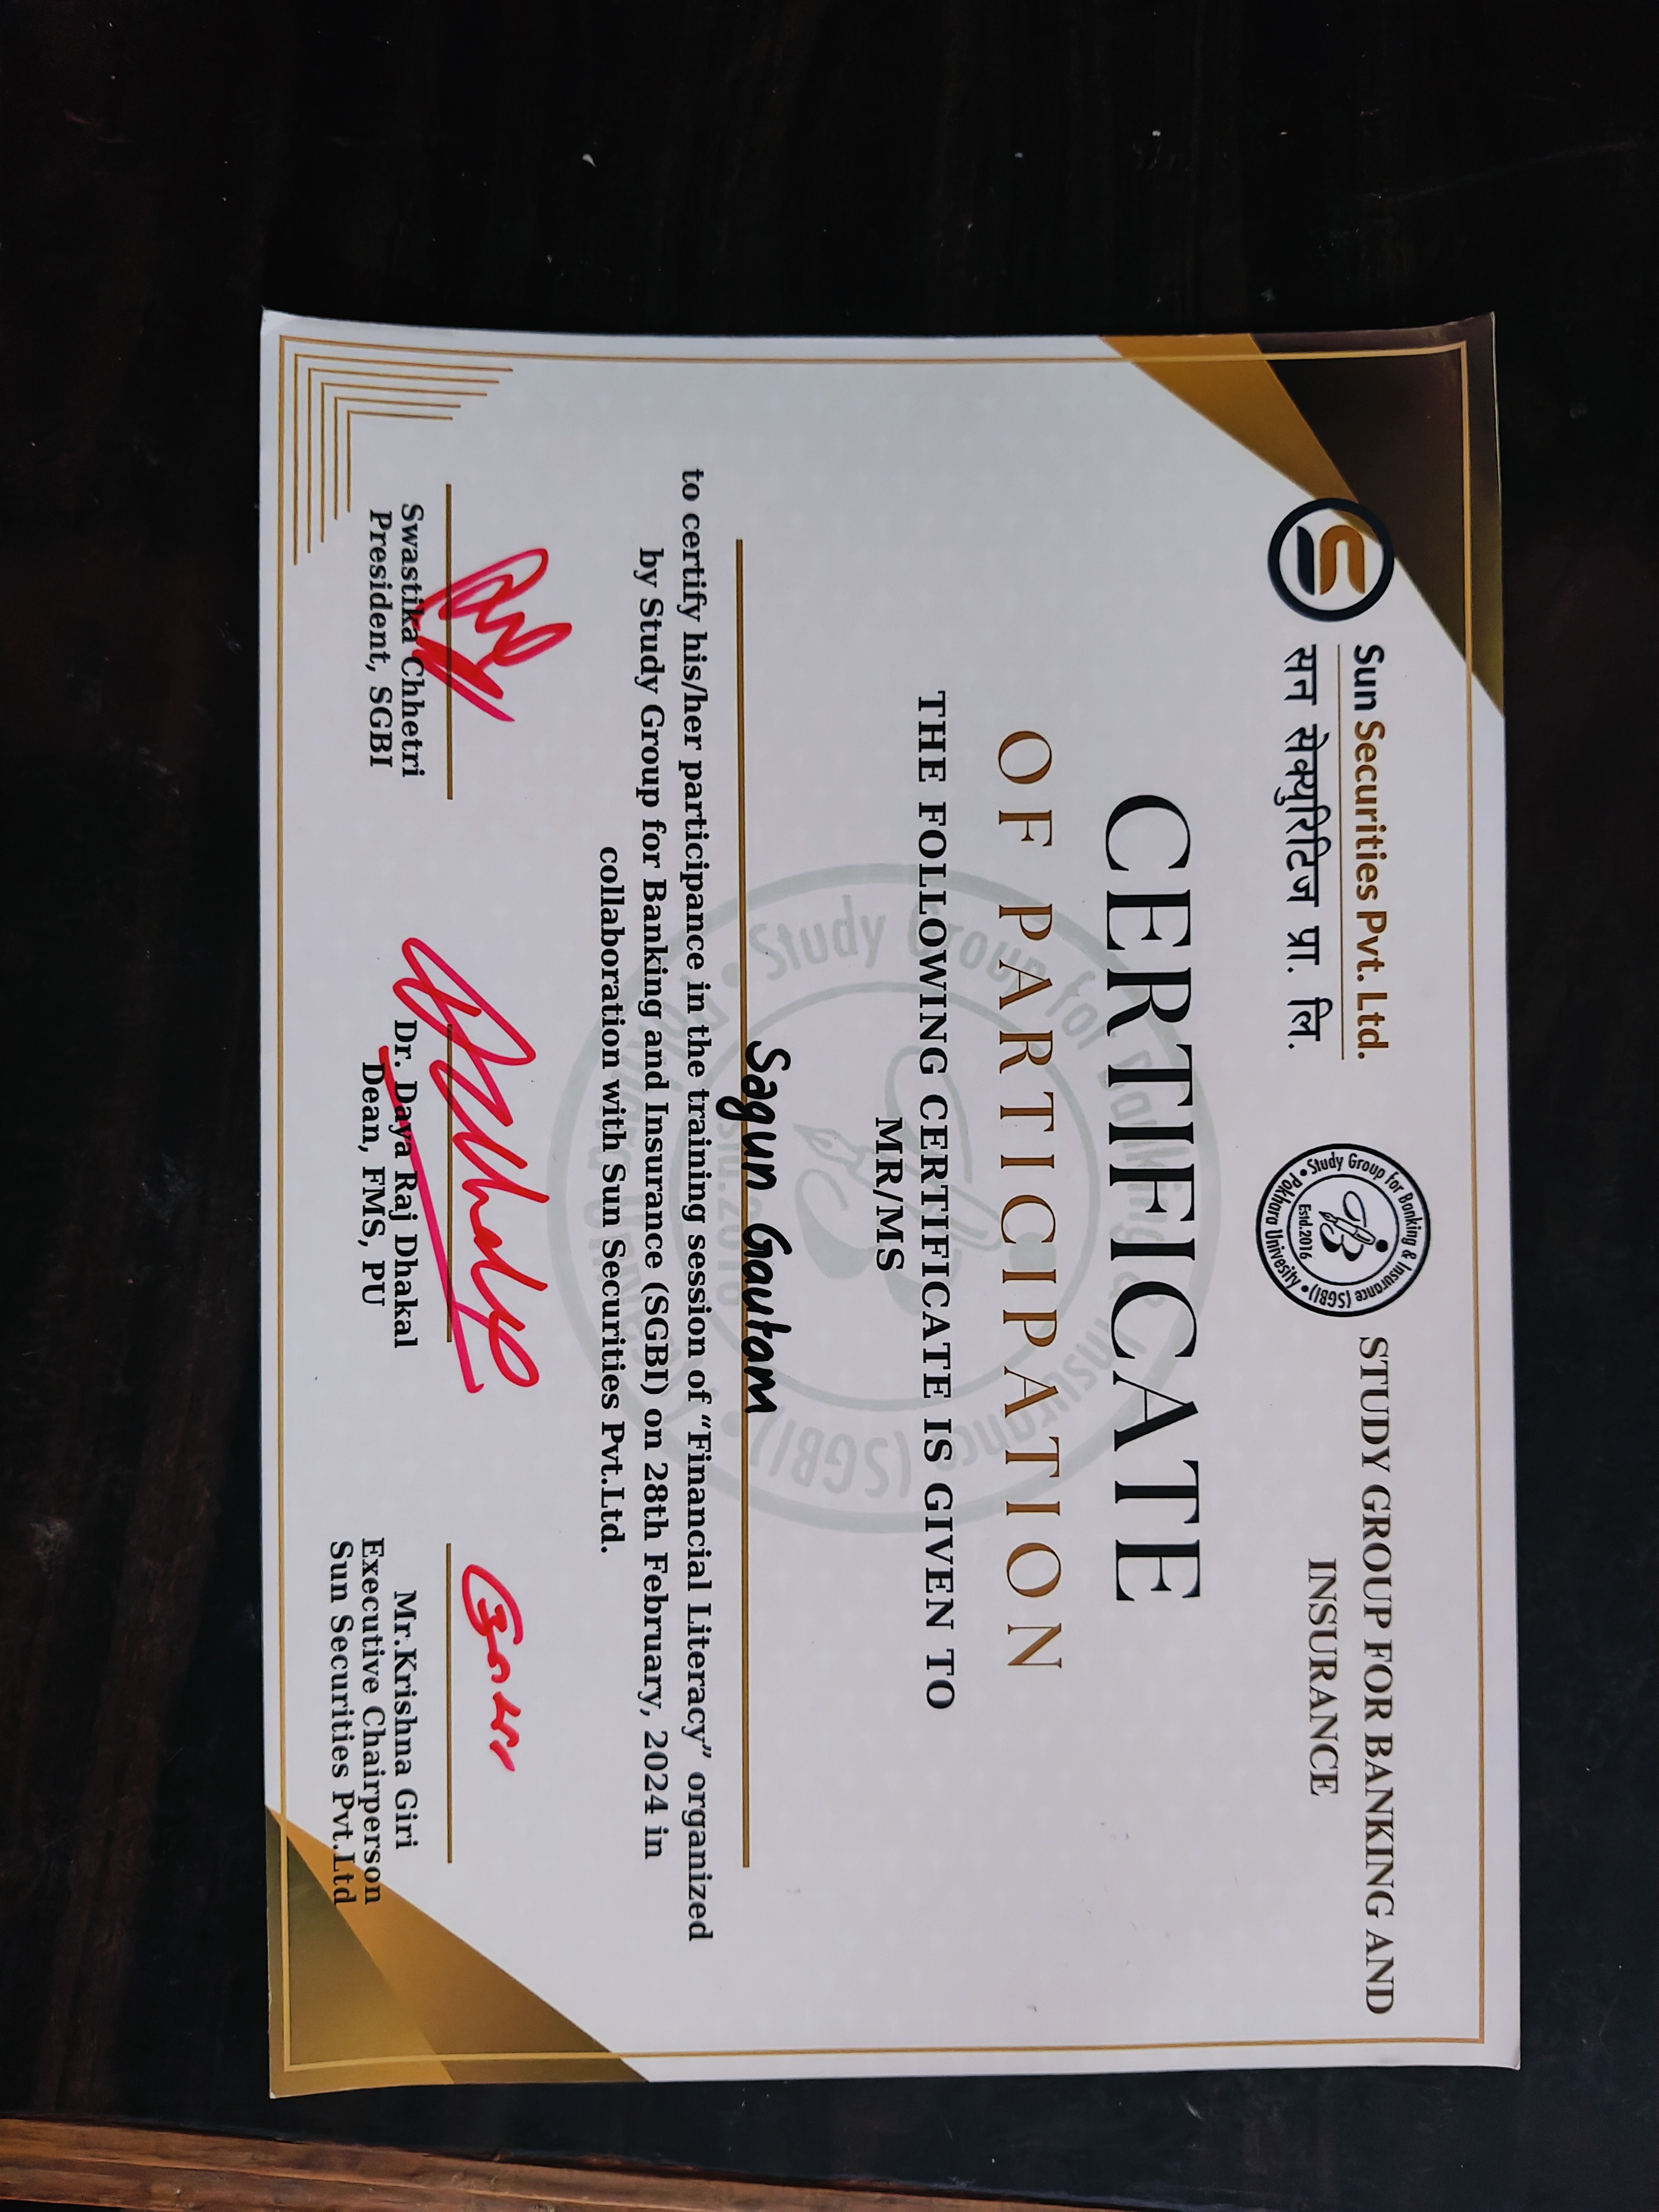 Sun Securities Pvt. Ltd.
सन सेक्युरिटिज प्रा. लि.
Study Group for Banking & Insurance (SGBI)
Estd.2016
Pokhara Univesity
STUDY GROUP FOR BANKING AND
INSURANCE
CERTIFICATE
OF PARTICIPATION
THE FOLLOWING CERTIFICATE IS GIVEN TO
MR/MS
Sagun Gautam
to certify his/her participance in the training session of “Financial Literacy” organized
by Study Group for Banking and Insurance (SGBI) on 28th February, 2024 in
collaboration with Sun Securities Pvt.Ltd.
Swastika Chhetri
President, SGBI
Dr. Daya Raj Dhakal
Dean, FMS, PU
Mr.Krishna Giri
Executive Chairperson
Sun Securities Pvt.Ltd